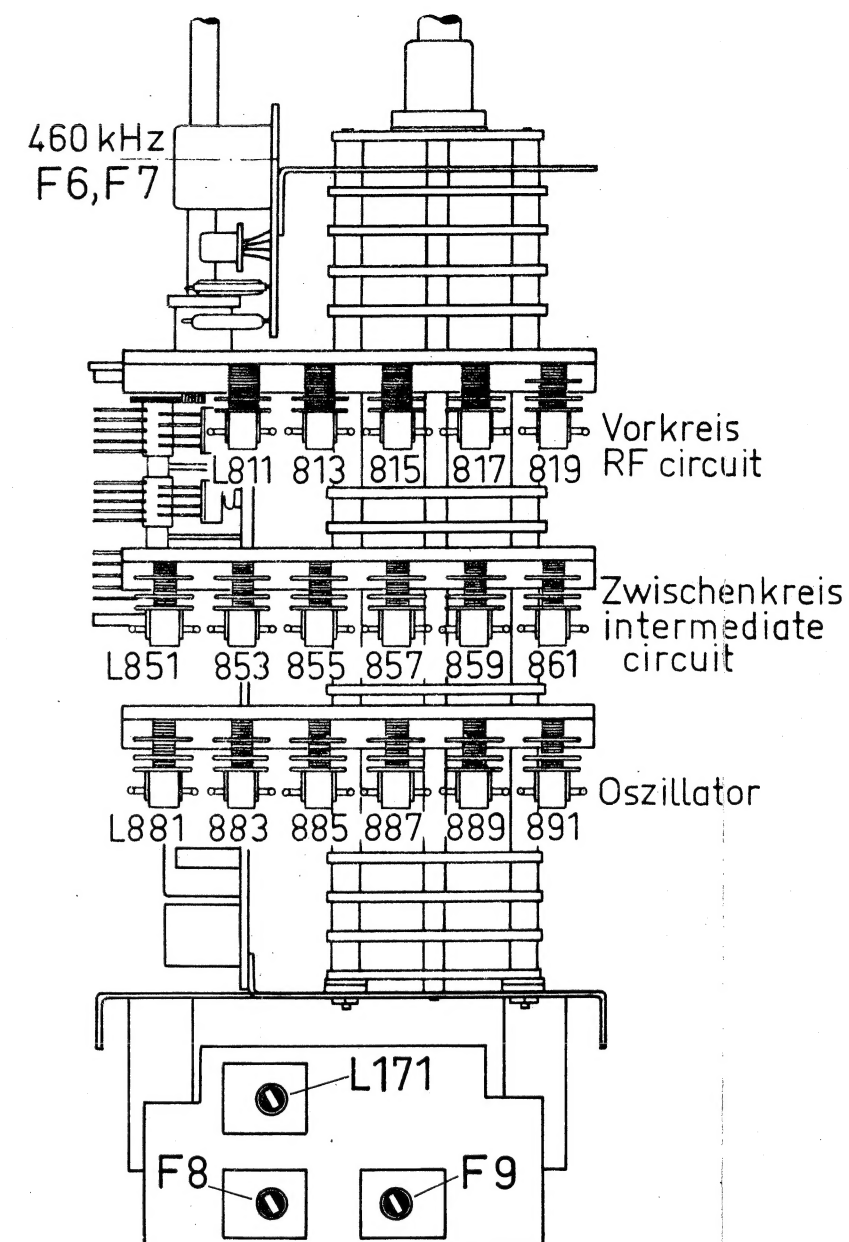 460 kHz
F6,F7
L811 813 815 817 819
Vorkreis
RF circuit
L851 853 855 857 859 861
Zwischenkreis
intermediate
circuit
L881 883 885 887 889 891
Oszillator
L171
F8
F9